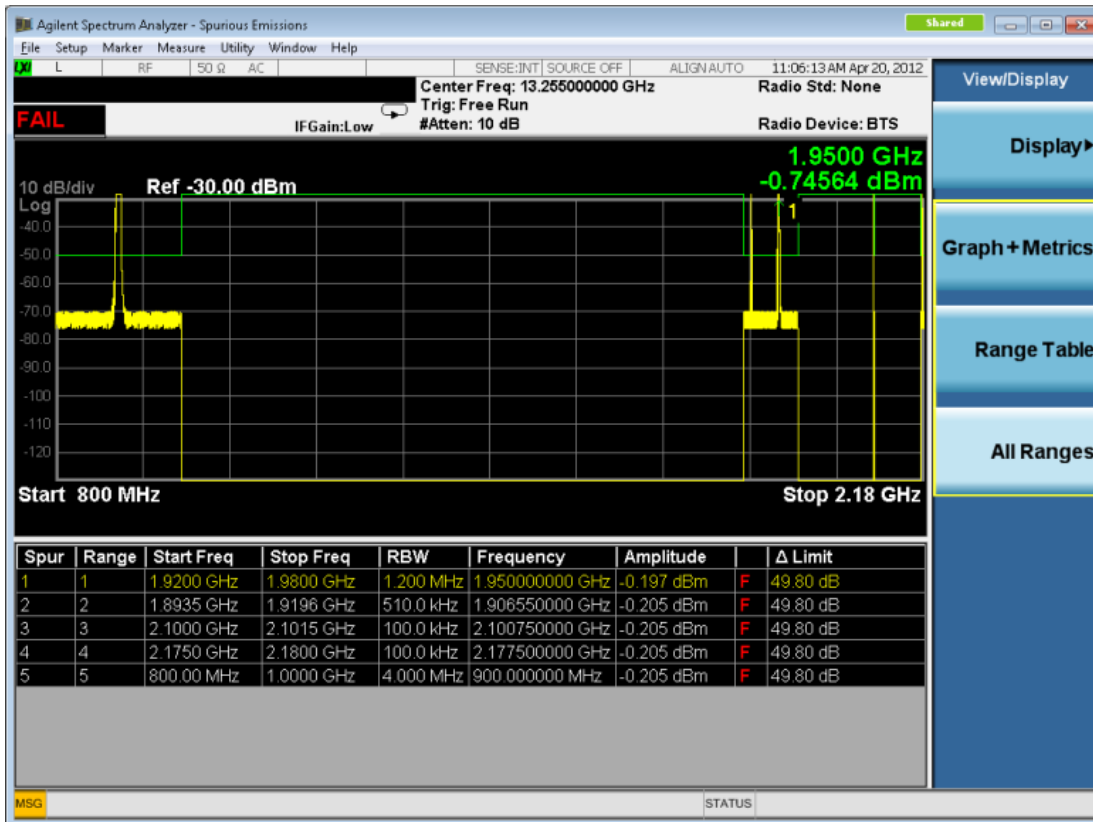 Agilent Spectrum Analyzer - Spurious Emissions
Shared
File Setup Marker Measure Utility Window Help
LXI L RF 50 Ω AC SENSE:INT SOURCE OFF ALIGN AUTO 11:06:13 AM Apr 20, 2012
Center Freq: 13.255000000 GHz Radio Std: None
Trig: Free Run
FAIL IFGain:Low #Atten: 10 dB Radio Device: BTS
1.9500 GHz
-0.74564 dBm
10 dB/div Ref -30.00 dBm
Log
1
-40.0
-50.0
-60.0
-70.0
-80.0
-90.0
-100
-110
-120
Start 800 MHz Stop 2.18 GHz
Spur Range Start Freq Stop Freq RBW Frequency Amplitude Δ Limit
1 1 1.9200 GHz 1.9800 GHz 1.200 MHz 1.950000000 GHz -0.197 dBm F 49.80 dB
2 2 1.8935 GHz 1.9196 GHz 510.0 kHz 1.906550000 GHz -0.205 dBm F 49.80 dB
3 3 2.1000 GHz 2.1015 GHz 100.0 kHz 2.100750000 GHz -0.205 dBm F 49.80 dB
4 4 2.1750 GHz 2.1800 GHz 100.0 kHz 2.177500000 GHz -0.205 dBm F 49.80 dB
5 5 800.00 MHz 1.0000 GHz 4.000 MHz 900.000000 MHz -0.205 dBm F 49.80 dB
MSG STATUS
View/Display
Display
Graph + Metrics
Range Table
All Ranges